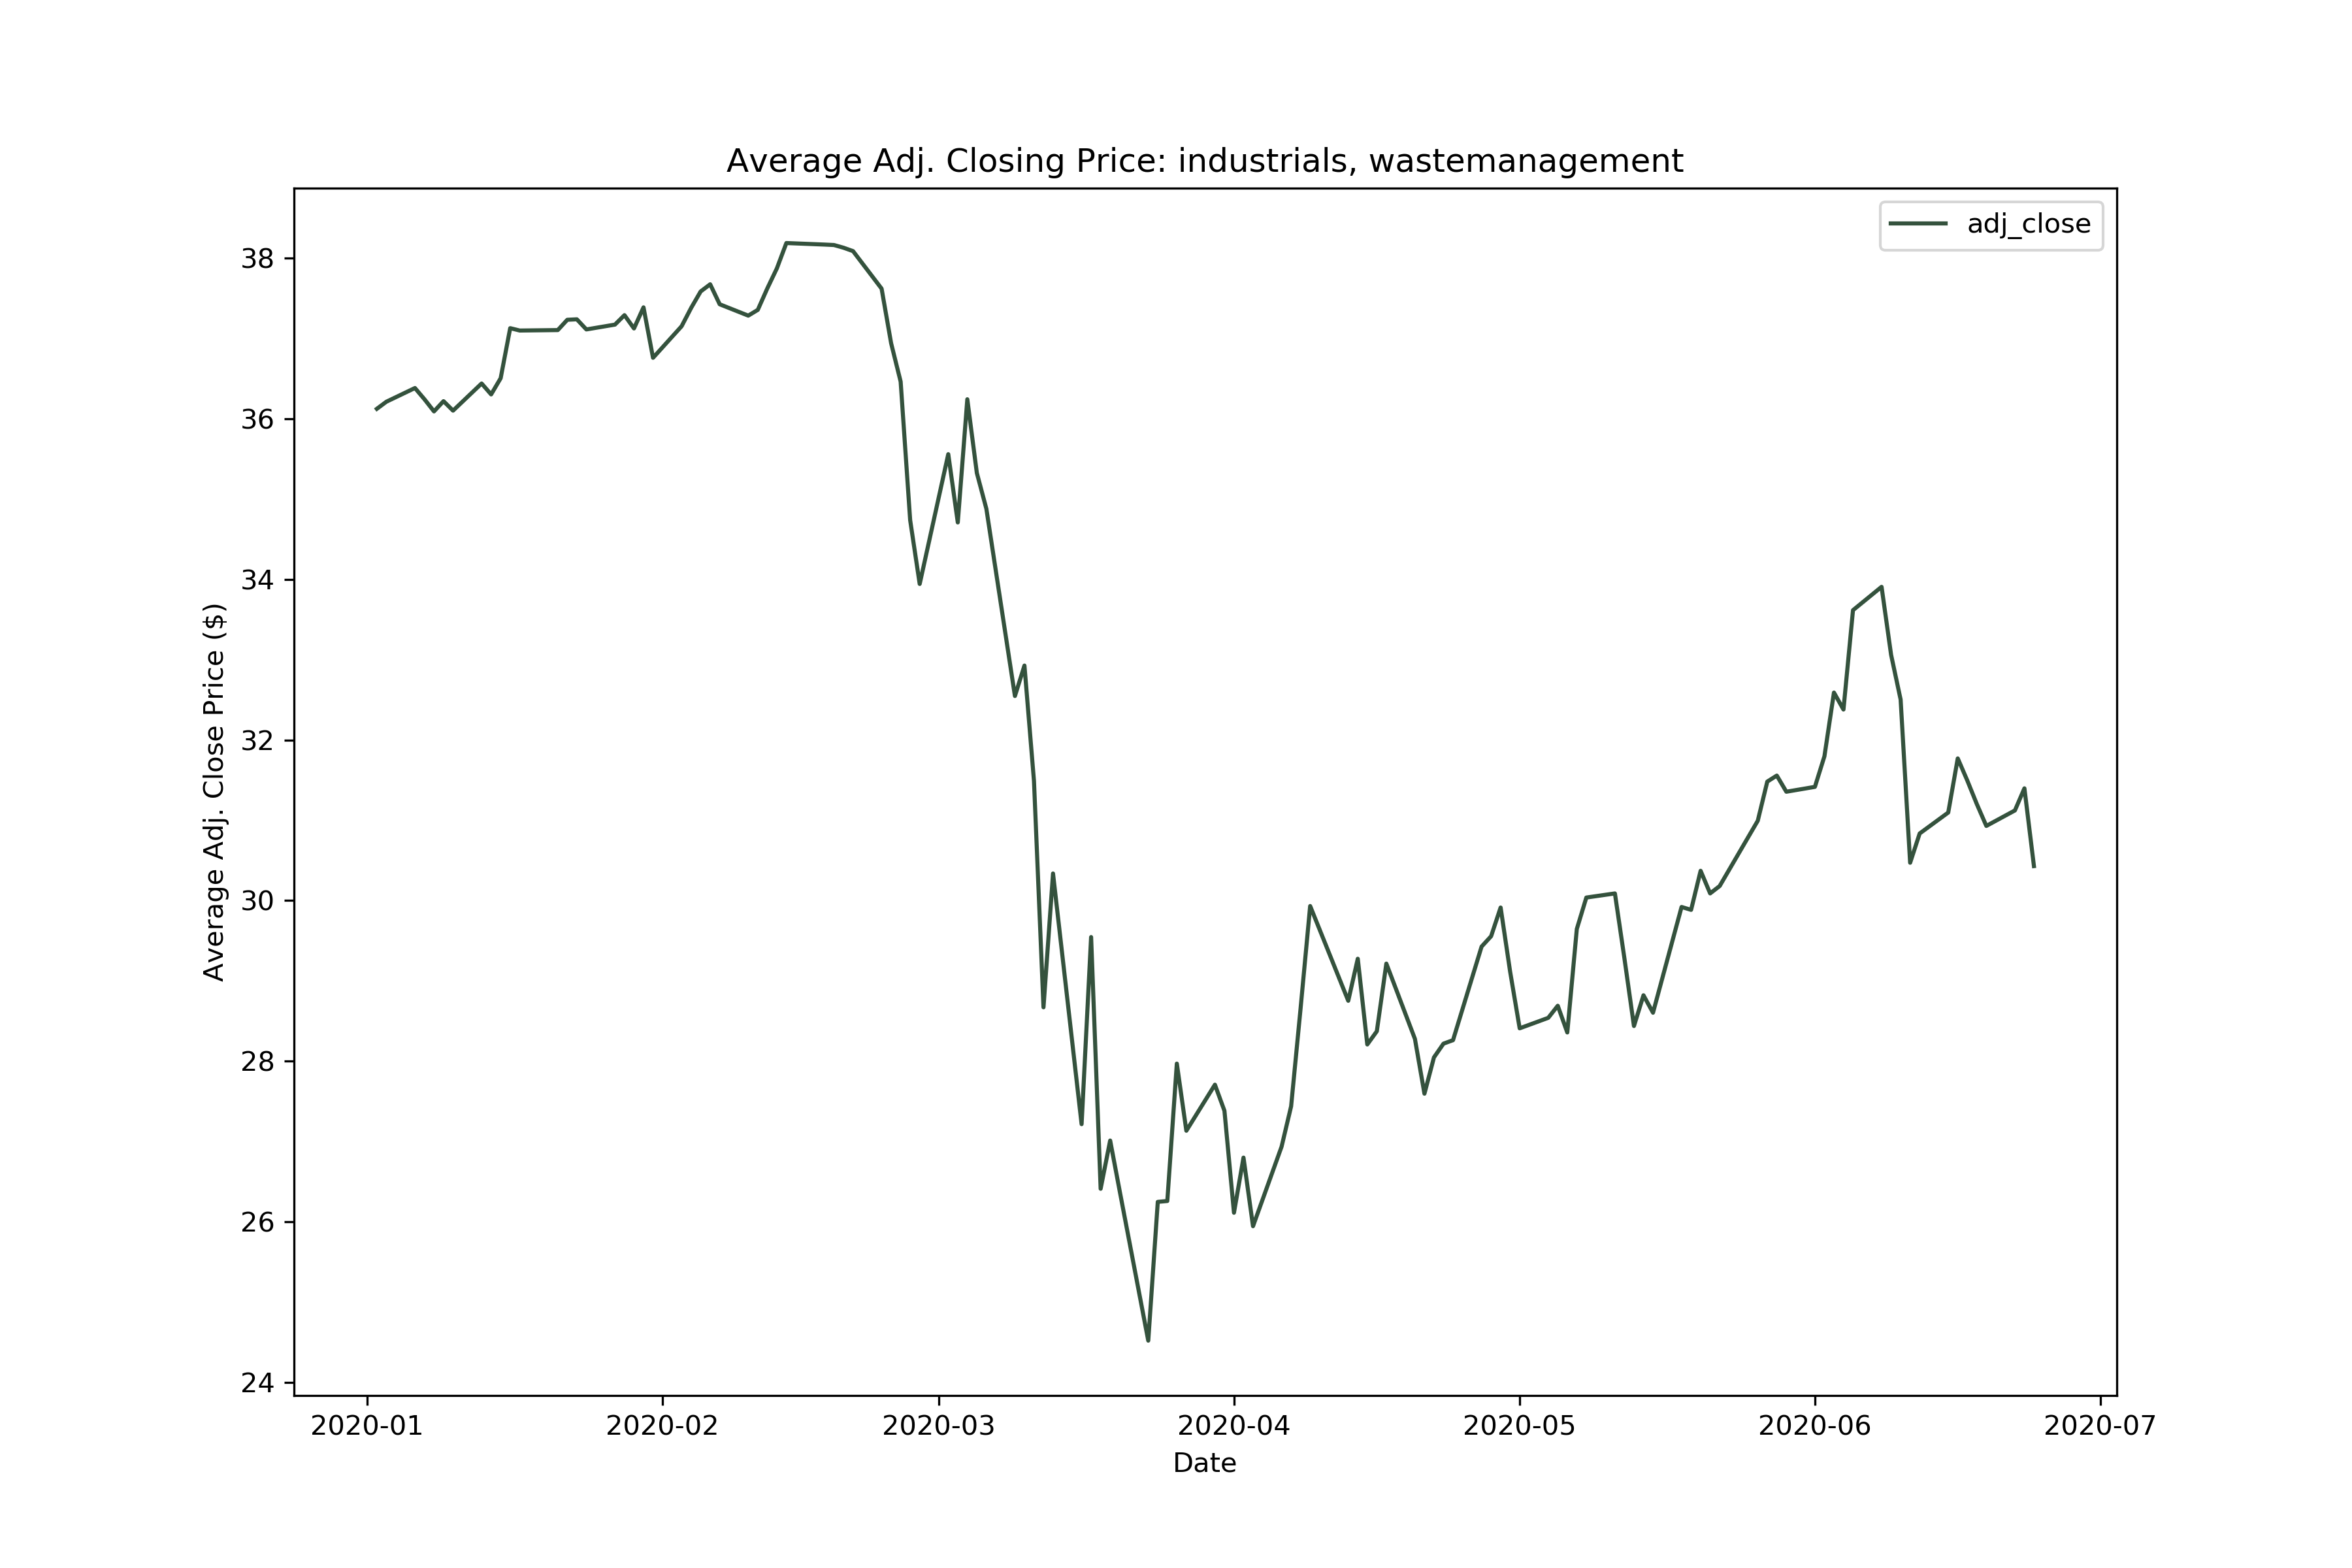 Average Adj. Closing Price: industrials, wastemanagement
adj_close
Average Adj. Close Price ($)
38
36
34
32
30
28
26
24
2020-01 2020-02 2020-03 2020-04 2020-05 2020-06 2020-07
Date